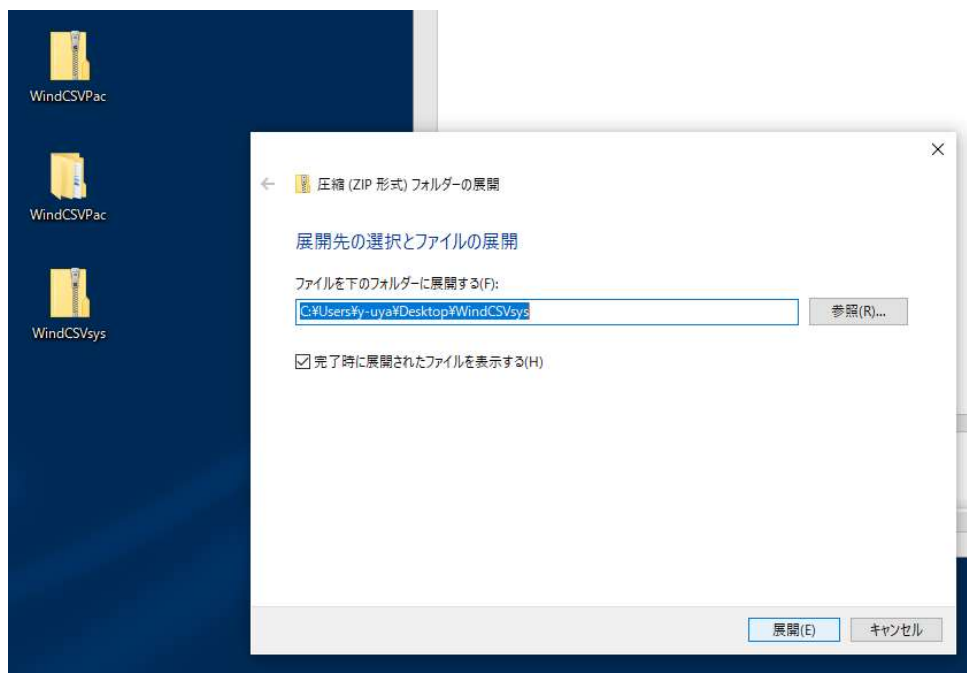 WindCSVPac
WindCSVPac
WindCSVsys
圧縮 (ZIP 形式) フォルダーの展開
展開先の選択とファイルの展開
ファイルを下のフォルダーに展開する(F):
C:¥Users¥y-uya¥Desktop¥WindCSVsys
参照(R)...
完了時に展開されたファイルを表示する(H)
展開(E)
キャンセル